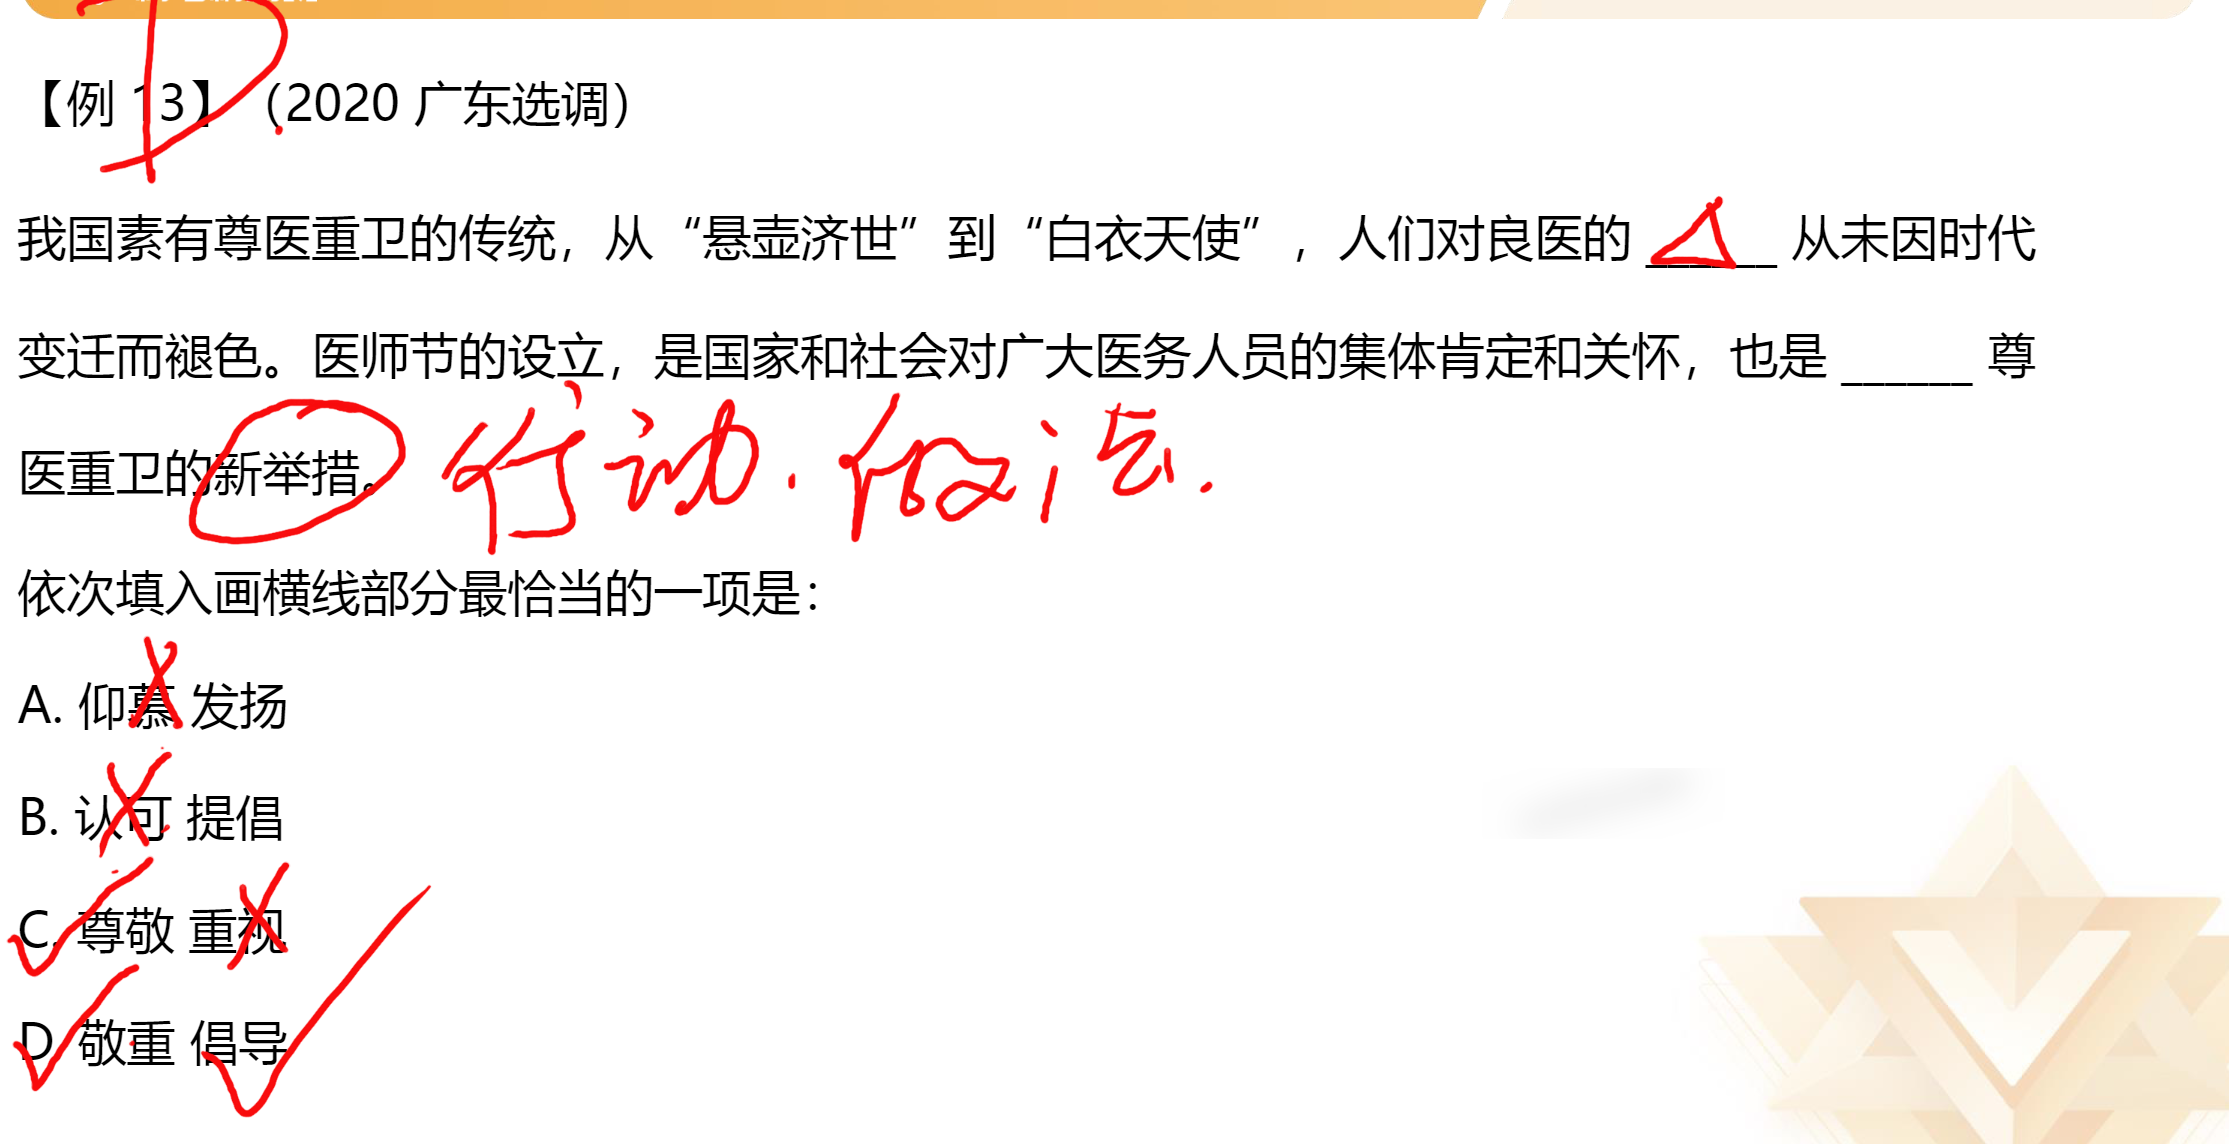 【例 13】（2020 广东选调）
我国素有尊医重卫的传统，从“悬壶济世”到“白衣天使”，人们对良医的 ______ 从未因时代
变迁而褪色。医师节的设立，是国家和社会对广大医务人员的集体肯定和关怀，也是 ______ 尊
医重卫的新举措。
行动. 做法.
依次填入画横线部分最恰当的一项是：
A. 仰慕 发扬
B. 认可 提倡
C. 尊敬 重视
D. 敬重 倡导
D